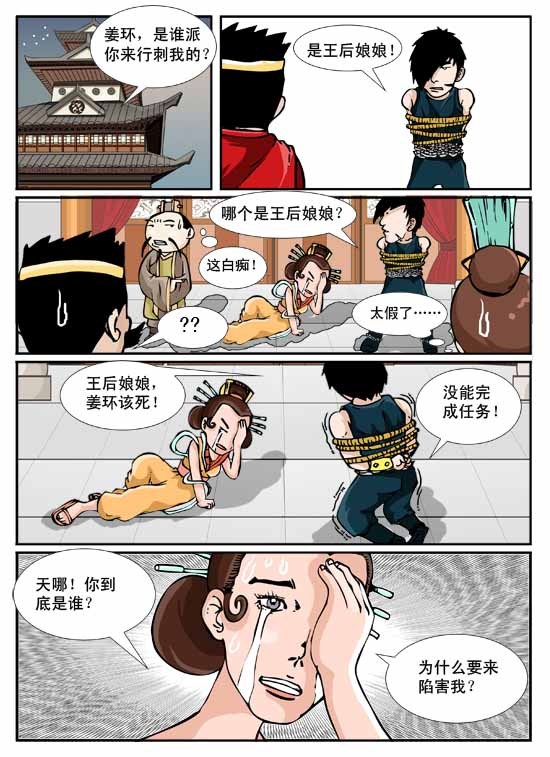 姜环，是谁派
你来行刺我的？
是王后娘娘！
哪个是王后娘娘？
这白痴！
？？
太假了……
王后娘娘，
姜环该死！
没能完
成任务！
天哪！你到
底是谁？
为什么要来
陷害我？